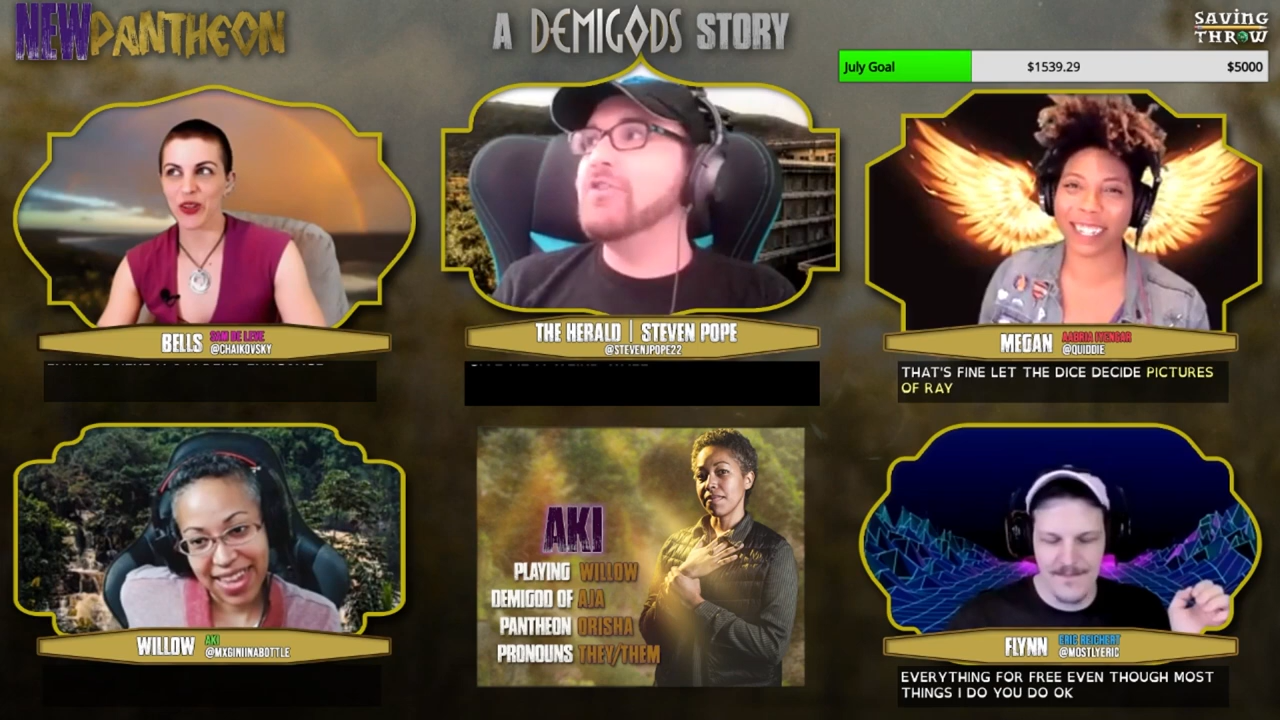 NEW PANTHEON
A DEMIGODS STORY
SAVING
THROW
July Goal $1539.29 $5000
BELLS SAM DE LEVE
@CHAIKOVSKY
THE HERALD | STEVEN POPE
@STEVENJPOPE22
MEGAN AABRIA IYENGAR
@QUIDDIE
THAT'S FINE LET THE DICE DECIDE PICTURES
OF RAY
WILLOW AKI
@MXGINIINABOTTLE
AKI
PLAYING WILLOW
DEMIGOD OF AJA
PANTHEON ORISHA
PRONOUNS THEY/THEM
FLYNN ERIC REICHERT
@MOSTLYERIC
EVERYTHING FOR FREE EVEN THOUGH MOST
THINGS I DO YOU DO OK